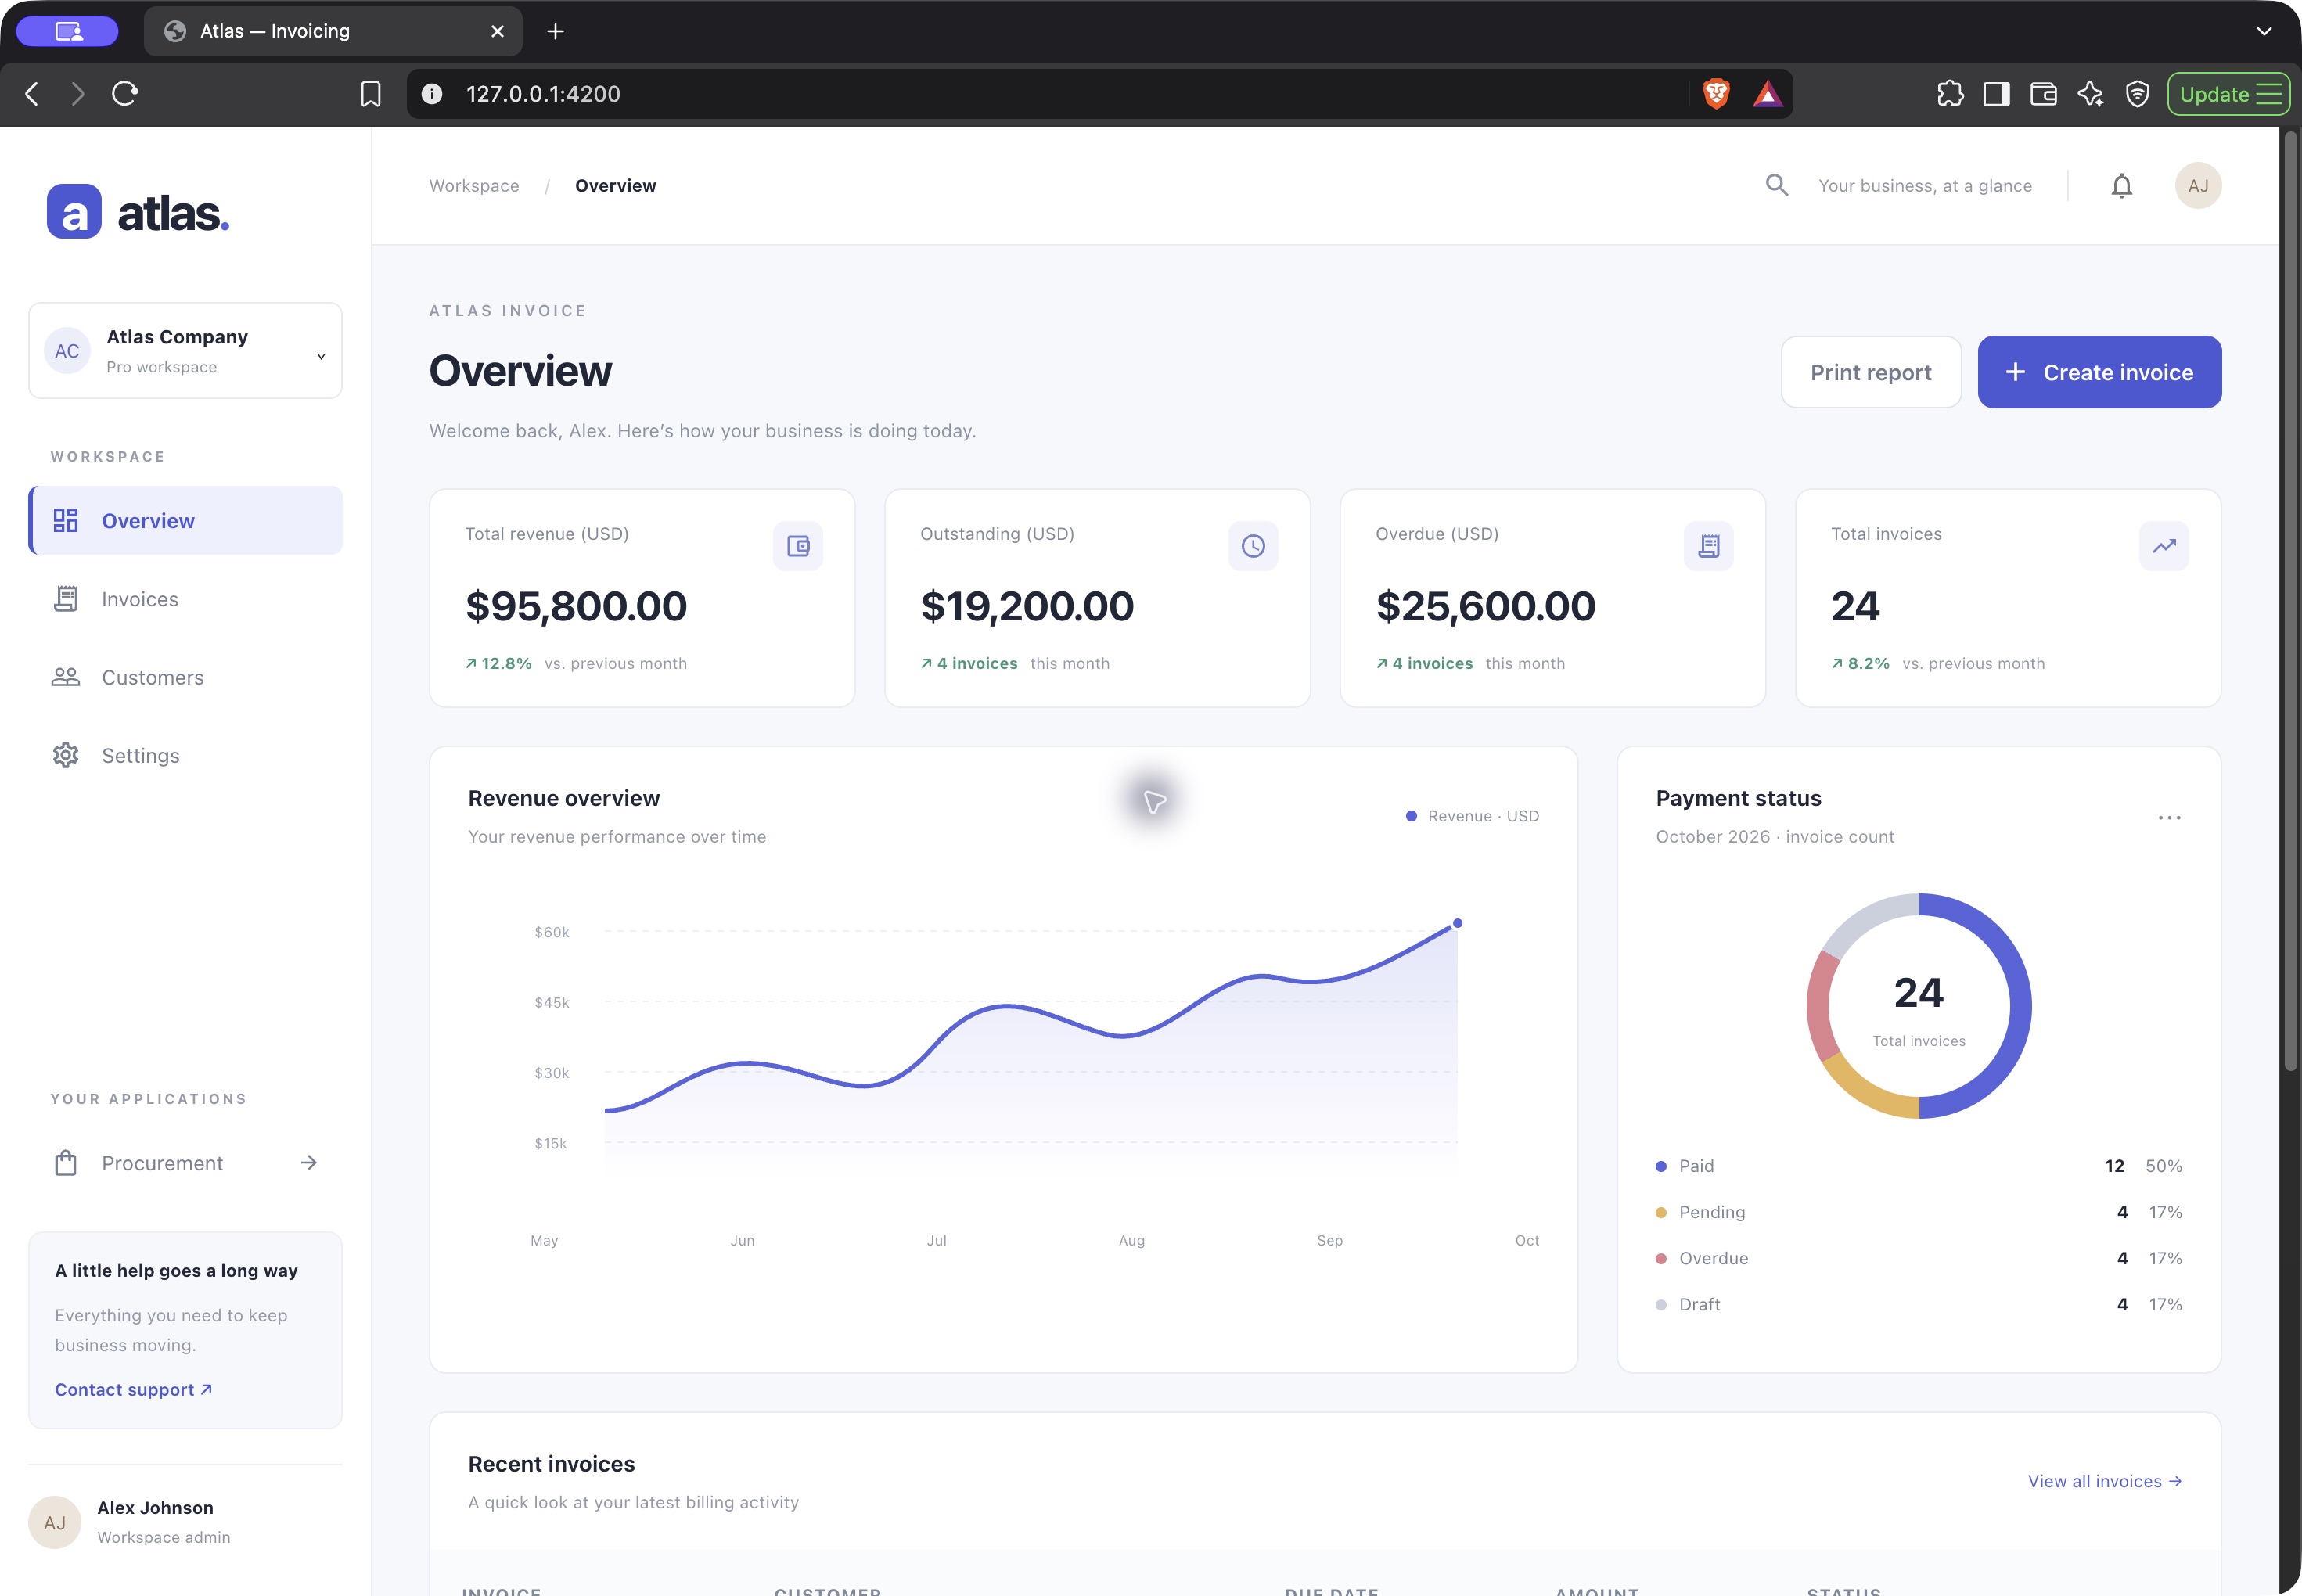 Atlas — Invoicing
127.0.0.1:4200
Update
a atlas.
Workspace / Overview
Your business, at a glance
AJ
AC
Atlas Company
Pro workspace
WORKSPACE
Overview
Invoices
Customers
Settings
YOUR APPLICATIONS
Procurement →
A little help goes a long way
Everything you need to keep
business moving.
Contact support ↗
AJ
Alex Johnson
Workspace admin
ATLAS INVOICE
Overview
Welcome back, Alex. Here’s how your business is doing today.
Print report
+ Create invoice
Total revenue (USD)
$95,800.00
↗ 12.8% vs. previous month
Outstanding (USD)
$19,200.00
↗ 4 invoices this month
Overdue (USD)
$25,600.00
↗ 4 invoices this month
Total invoices
24
↗ 8.2% vs. previous month
Revenue overview
Your revenue performance over time
Revenue · USD
$60k
$45k
$30k
$15k
May Jun Jul Aug Sep Oct
Payment status
October 2026 · invoice count
...
24
Total invoices
Paid 12 50%
Pending 4 17%
Overdue 4 17%
Draft 4 17%
Recent invoices
A quick look at your latest billing activity
View all invoices →
INVOICE CUSTOMER DUE DATE AMOUNT STATUS